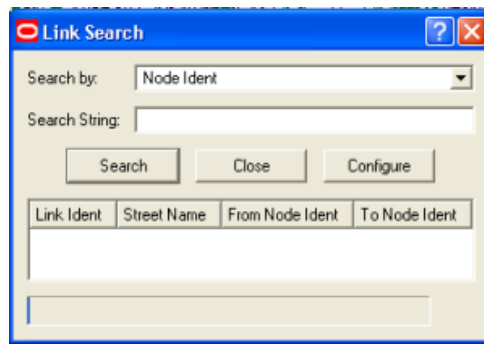 Link Search
Search by: Node Ident
Search String:
Search Close Configure
Link Ident Street Name From Node Ident To Node Ident